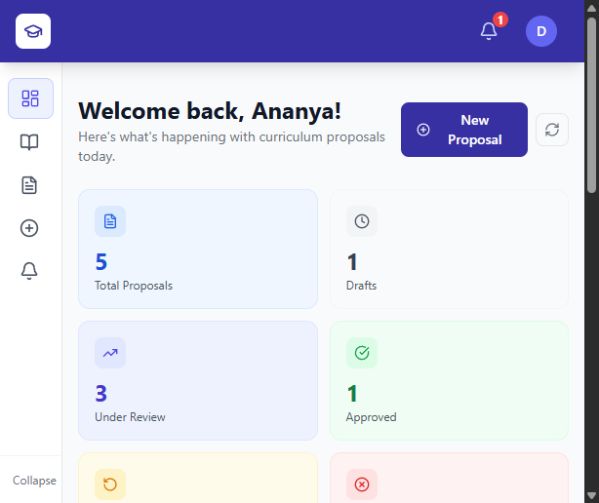 1
D
Welcome back, Ananya!
Here's what's happening with curriculum proposals
today.
New
Proposal
5
Total Proposals
1
Drafts
3
Under Review
1
Approved
Collapse